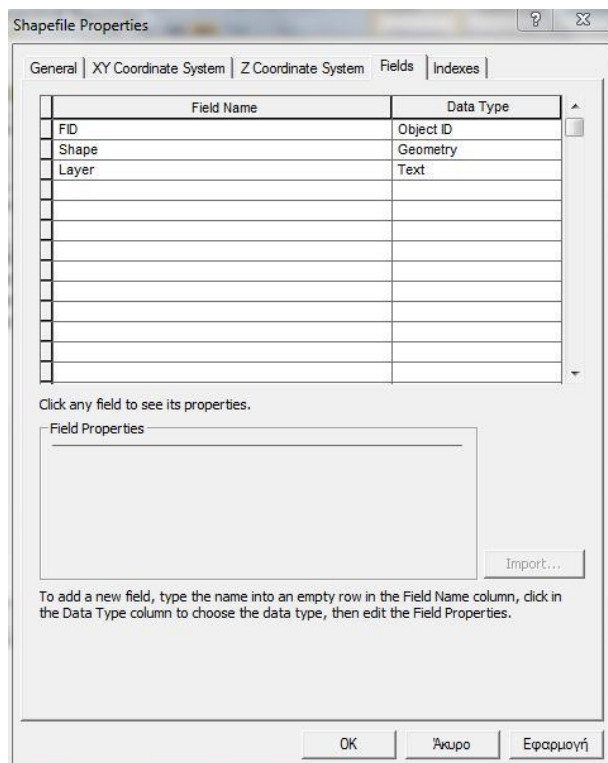 Shapefile Properties
General XY Coordinate System Z Coordinate System Fields Indexes
Field Name Data Type
FID Object ID
Shape Geometry
Layer Text
Click any field to see its properties.
Field Properties
Import...
To add a new field, type the name into an empty row in the Field Name column, click in
the Data Type column to choose the data type, then edit the Field Properties.
OK Άκυρο Εφαρμογή